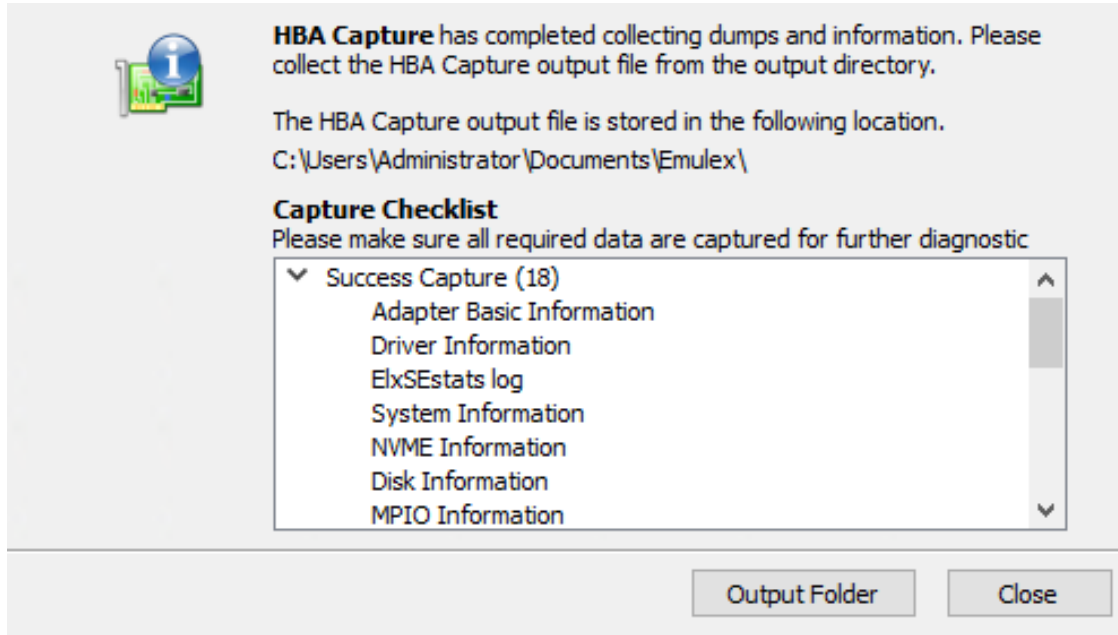 HBA Capture has completed collecting dumps and information. Please
collect the HBA Capture output file from the output directory.
The HBA Capture output file is stored in the following location.
C:\Users\Administrator\Documents\Emulex\
Capture Checklist
Please make sure all required data are captured for further diagnostic
Success Capture (18)
Adapter Basic Information
Driver Information
ElxSEstats log
System Information
NVME Information
Disk Information
MPIO Information
Output Folder
Close